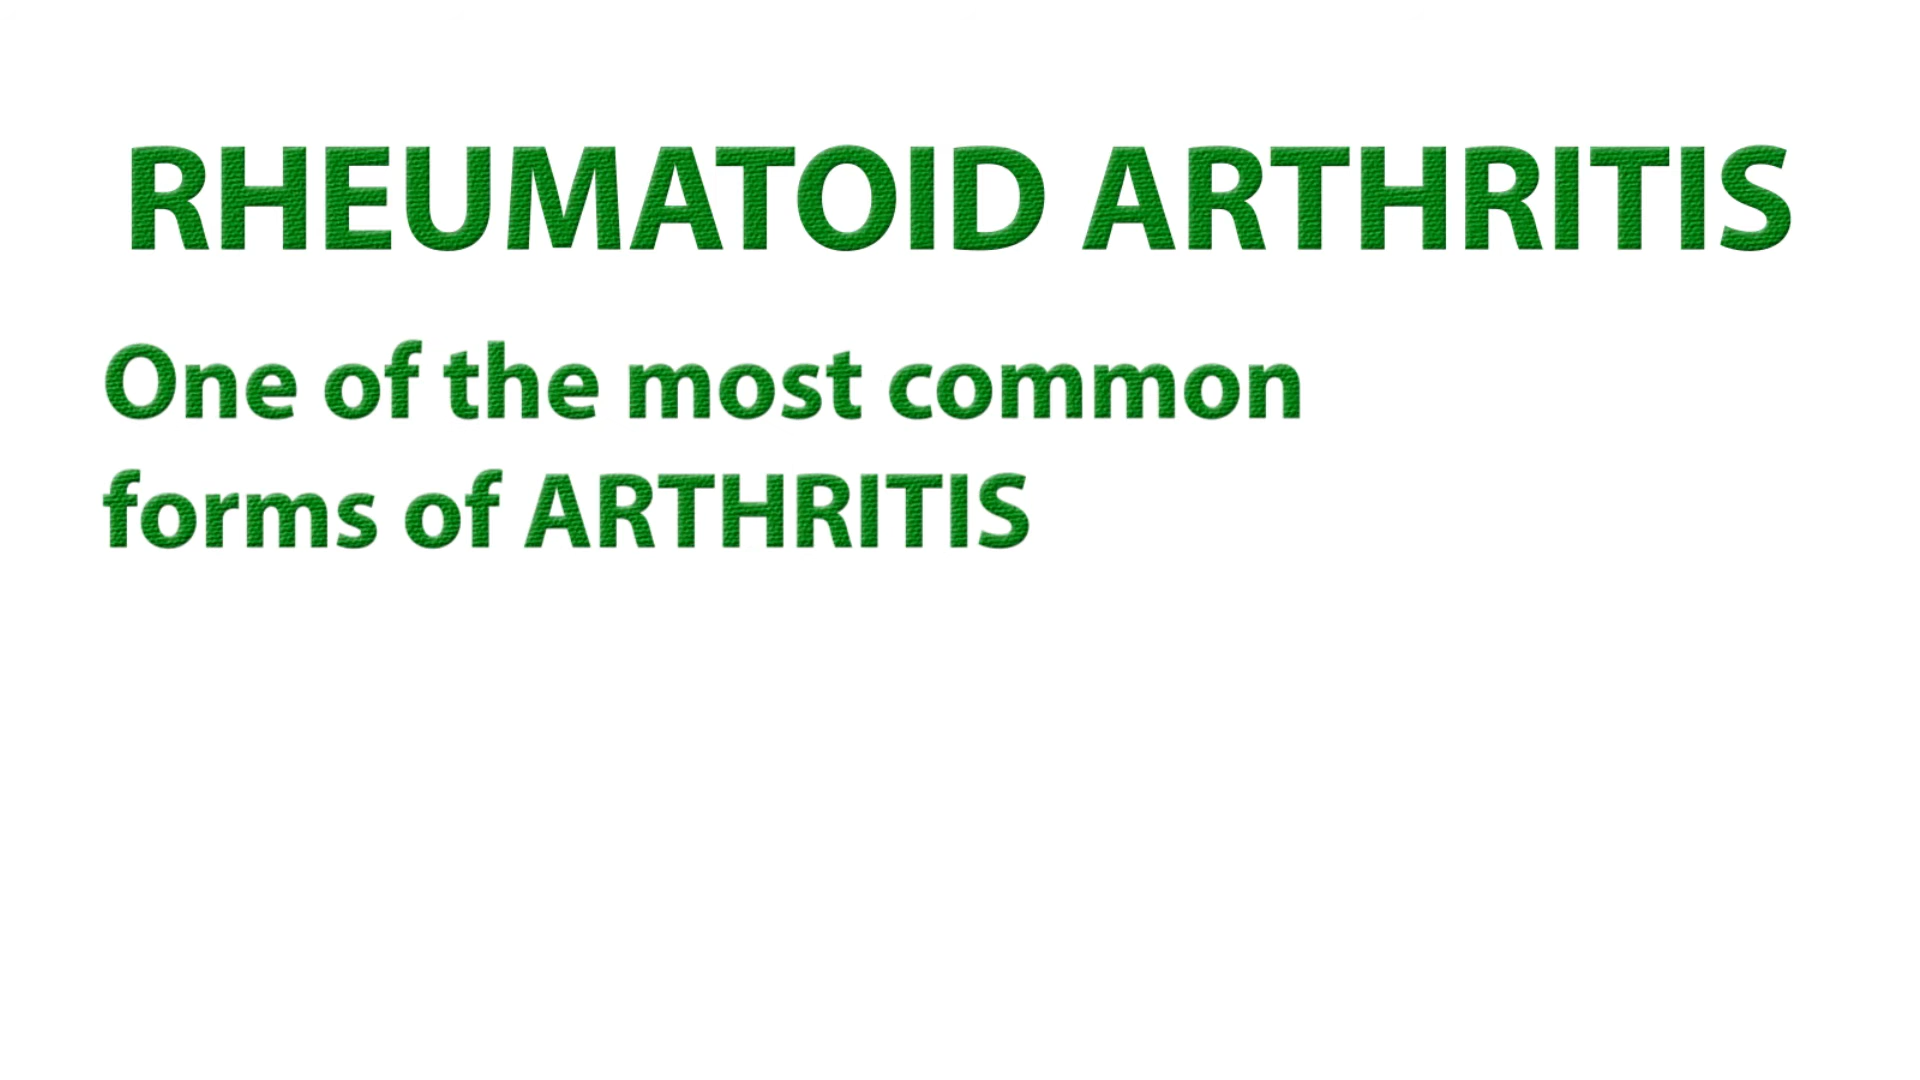 RHEUMATOID ARTHRITIS
One of the most common
forms of ARTHRITIS